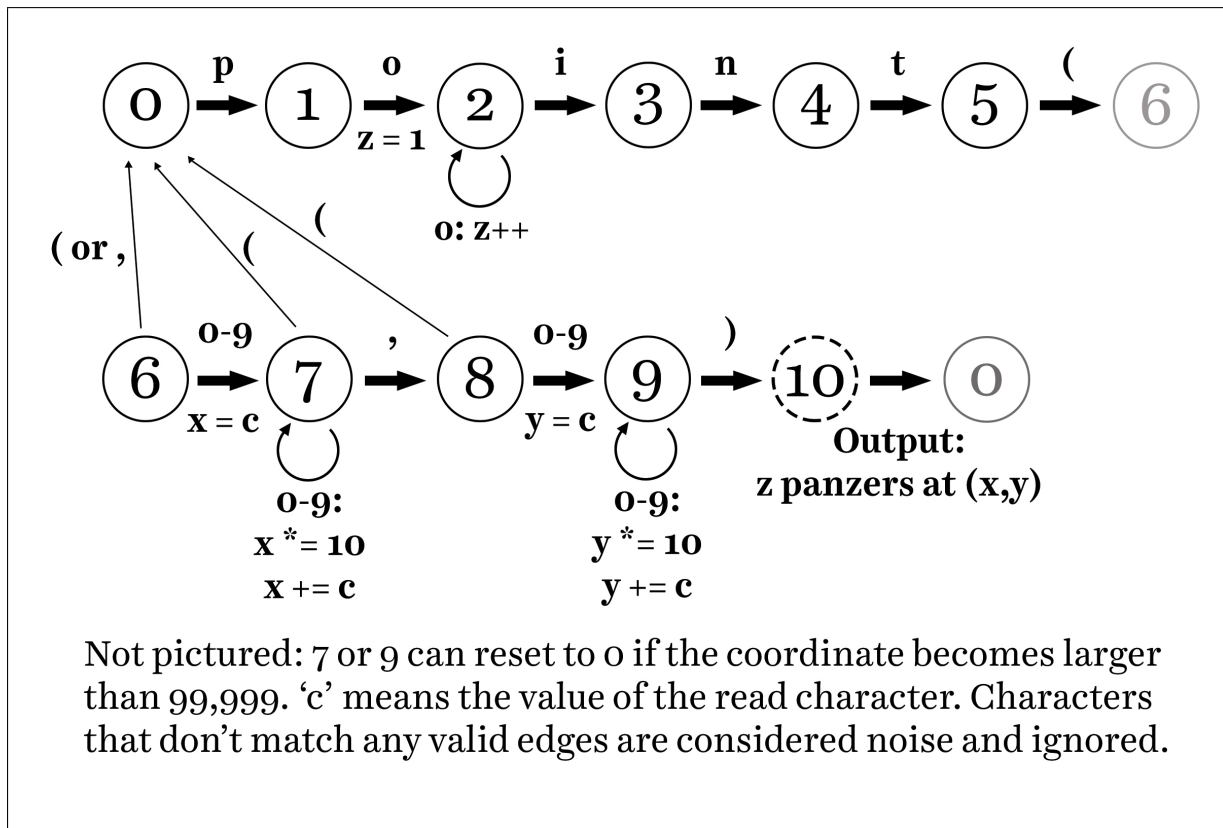 p o i n t (
0 1 2 3 4 5 6
z = 1
o: z++
( or , ( (
0-9 , 0-9 )
6 7 8 9 10 0
x = c y = c
Output:
z panzers at (x,y)
0-9: 0-9:
x *= 10 y *= 10
x += c y += c
Not pictured: 7 or 9 can reset to 0 if the coordinate becomes larger
than 99,999. ‘c’ means the value of the read character. Characters
that don’t match any valid edges are considered noise and ignored.